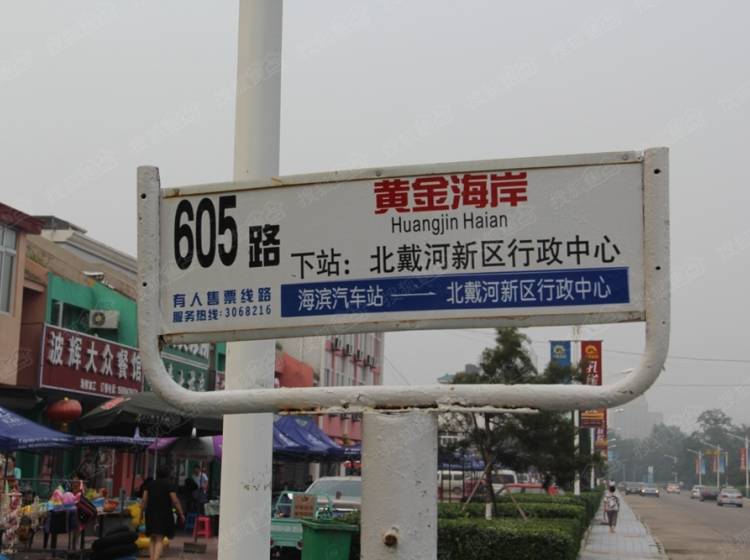 605路
黄金海岸
Huangjin Haian
下站：北戴河新区行政中心
有人售票线路
服务热线:3068216
海滨汽车站 — 北戴河新区行政中心
波辉大众餐馆